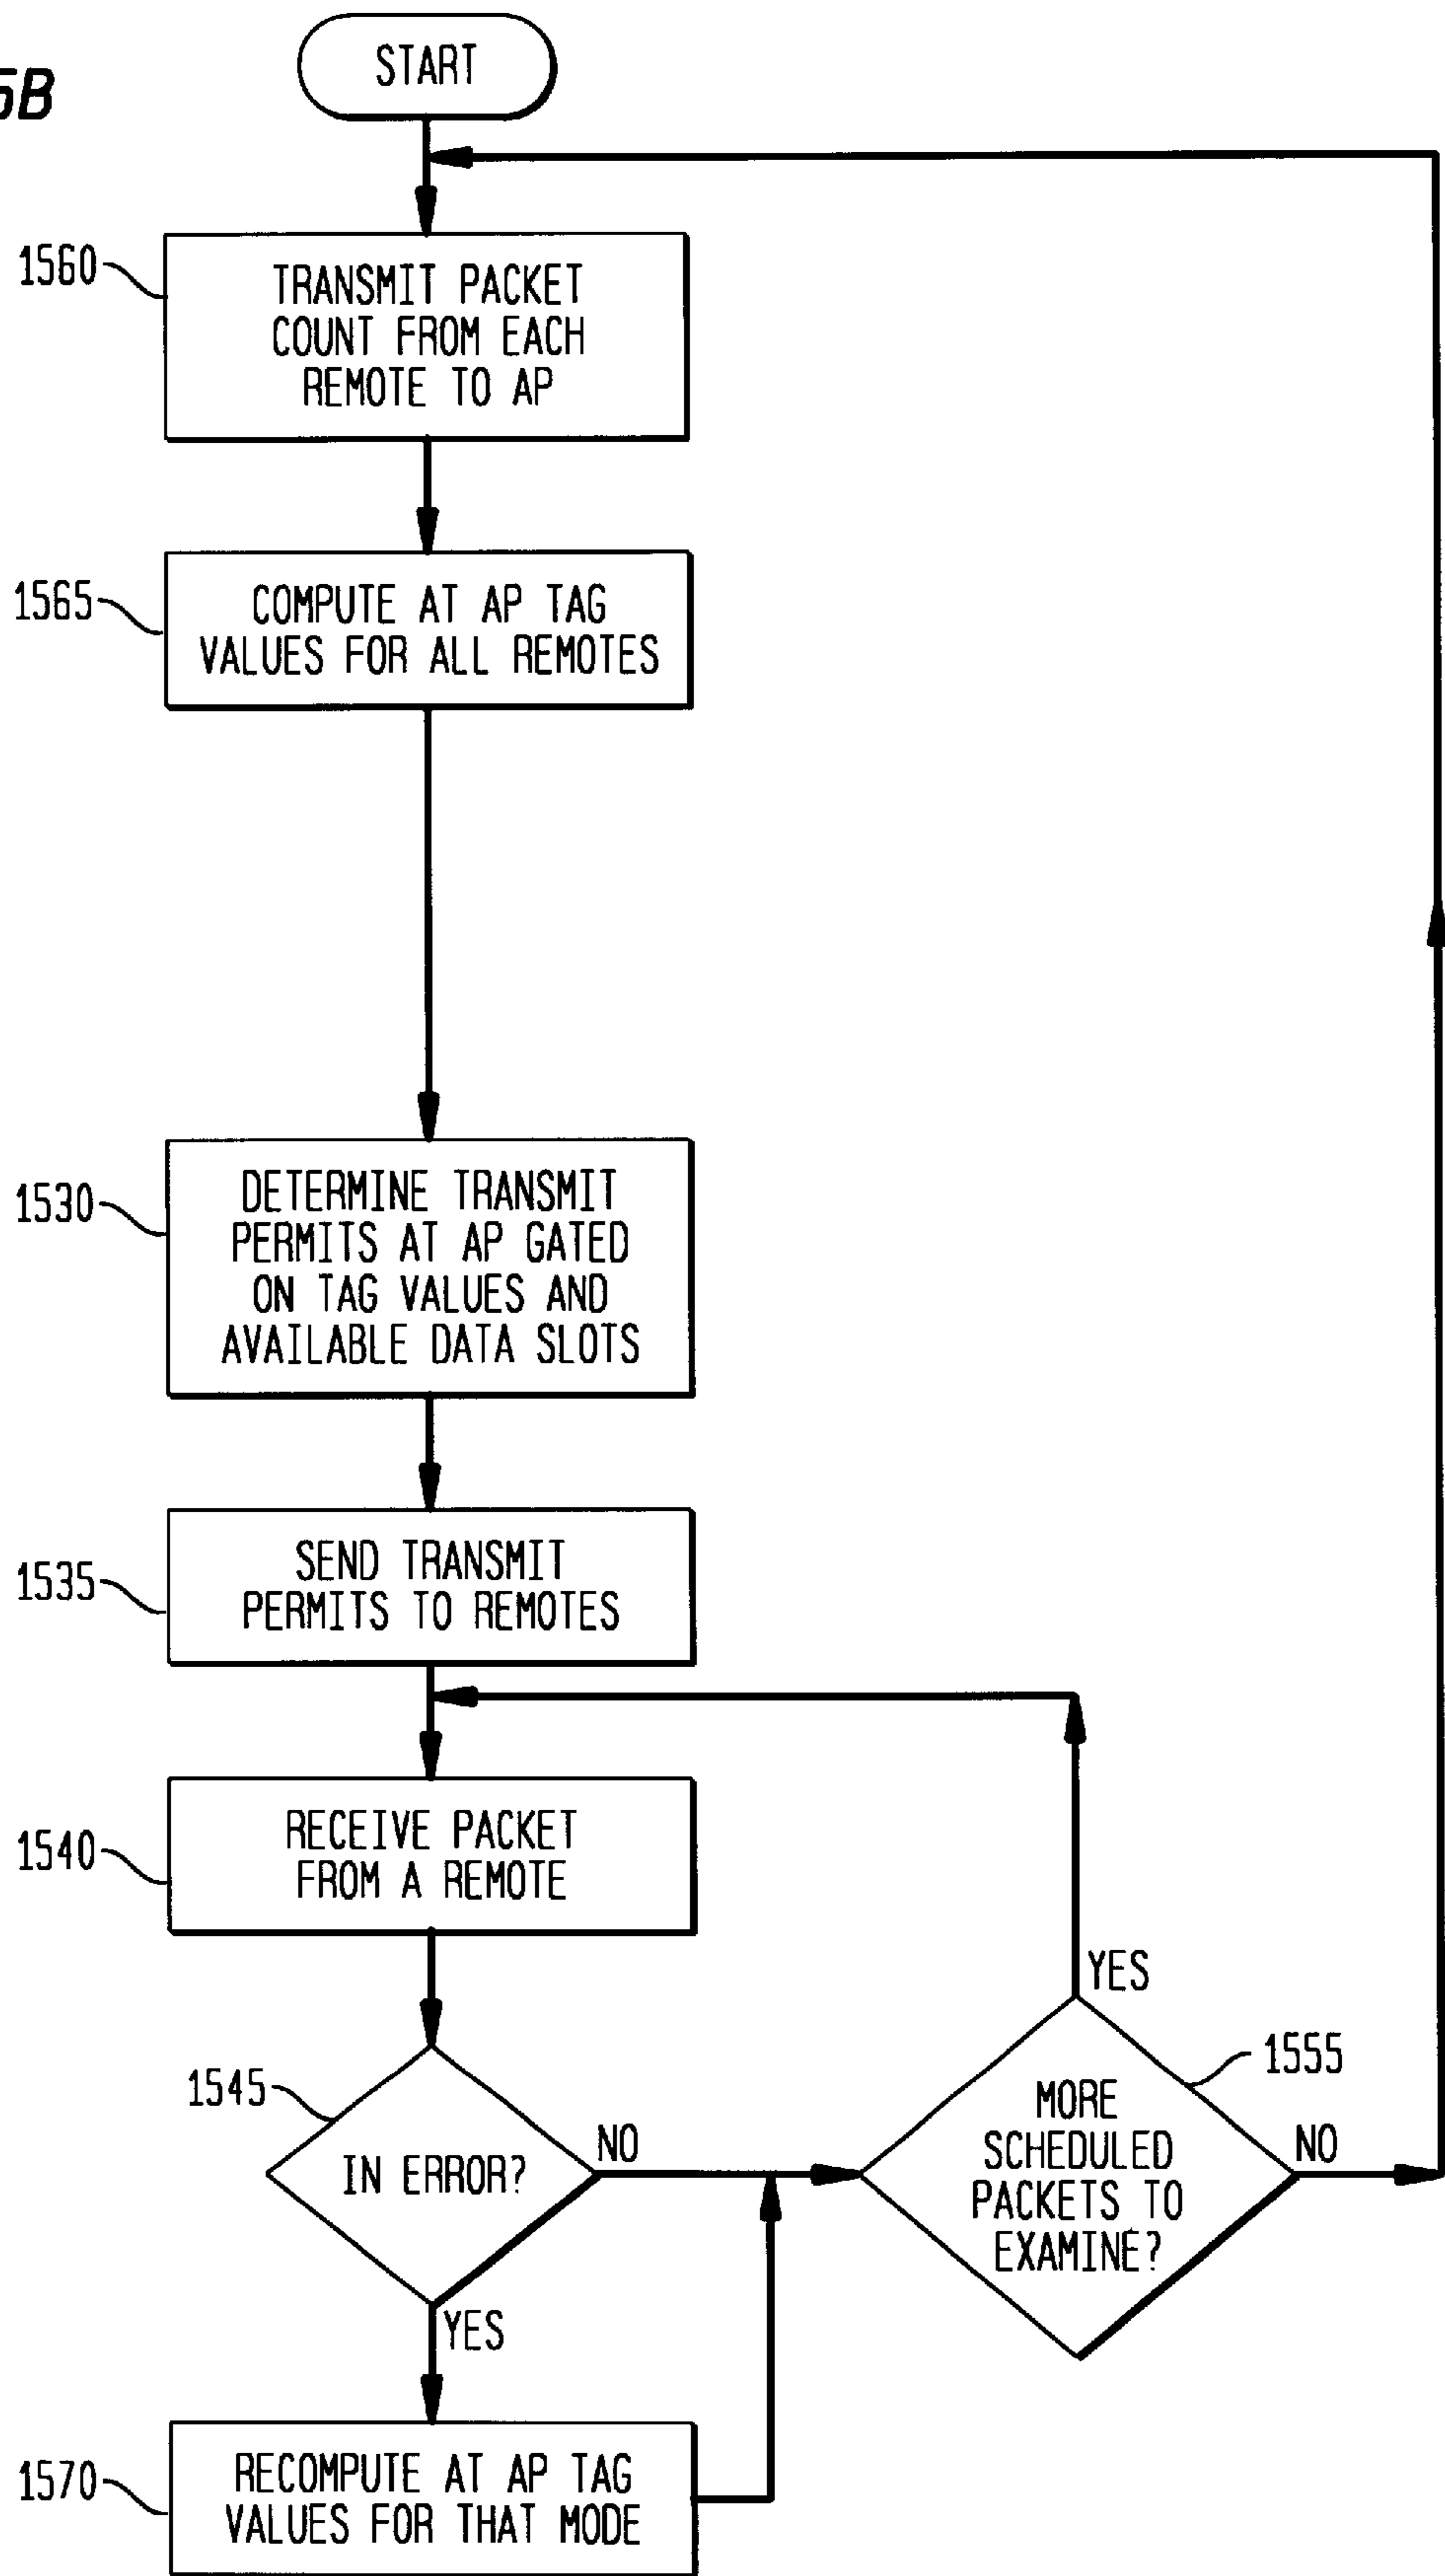 5B
START
1560
TRANSMIT PACKET
COUNT FROM EACH
REMOTE TO AP
1565
COMPUTE AT AP TAG
VALUES FOR ALL REMOTES
1530
DETERMINE TRANSMIT
PERMITS AT AP GATED
ON TAG VALUES AND
AVAILABLE DATA SLOTS
1535
SEND TRANSMIT
PERMITS TO REMOTES
1540
RECEIVE PACKET
FROM A REMOTE
YES
1555
1545
MORE
SCHEDULED
PACKETS TO
EXAMINE?
NO
IN ERROR?
NO
YES
1570
RECOMPUTE AT AP TAG
VALUES FOR THAT MODE